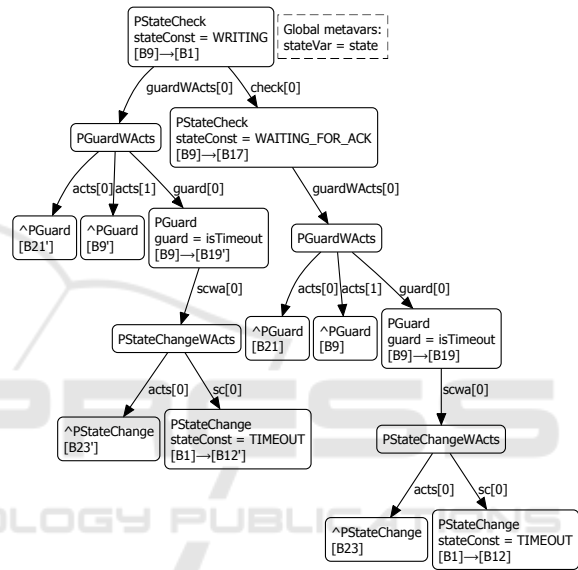 PStateCheck
stateConst = WRITING
[B9]→[B1]
Global metavars:
stateVar = state
guardWActs[0]
check[0]
PGuardWActs
PStateCheck
stateConst = WAITING_FOR_ACK
[B9]→[B17]
acts[0]
acts[1]
guard[0]
guardWActs[0]
^PGuard
[B21']
^PGuard
[B9']
PGuard
guard = isTimeout
[B9]→[B19']
PGuardWActs
scwa[0]
acts[0]
acts[1]
guard[0]
PStateChangeWActs
^PGuard
[B21]
^PGuard
[B9]
PGuard
guard = isTimeout
[B9]→[B19]
acts[0]
sc[0]
scwa[0]
^PStateChange
[B23']
PStateChange
stateConst = TIMEOUT
[B1]→[B12']
PStateChangeWActs
acts[0]
sc[0]
^PStateChange
[B23]
PStateChange
stateConst = TIMEOUT
[B1]→[B12]
OLOGY PUBLICATIONS